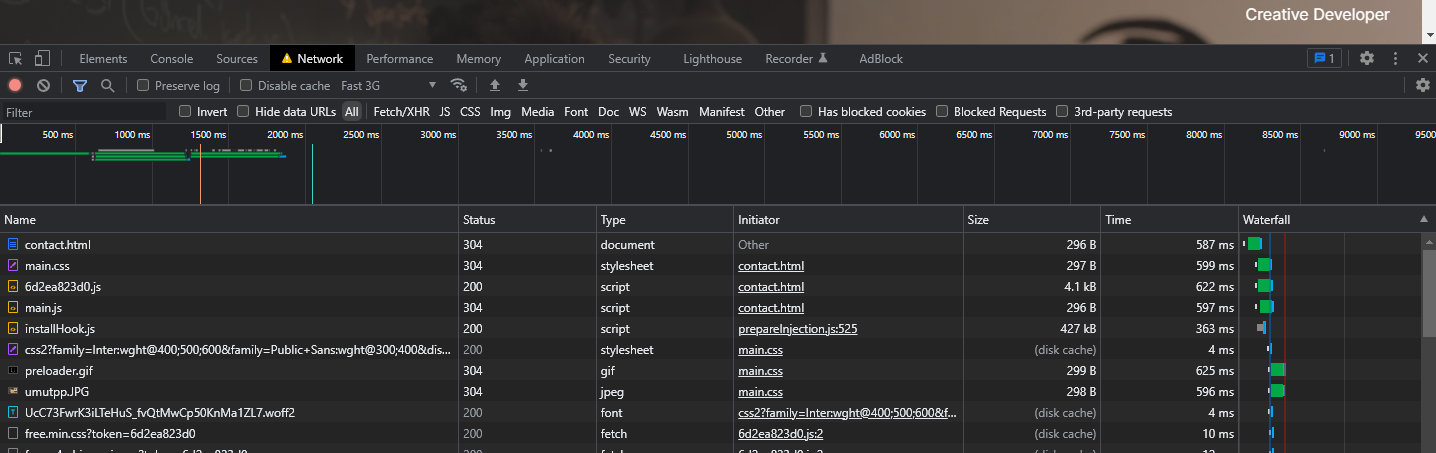 Creative Developer
Elements Console Sources Network Performance Memory Application Security Lighthouse Recorder AdBlock 1
Preserve log Disable cache Fast 3G
Filter Invert Hide data URLs All Fetch/XHR JS CSS Img Media Font Doc WS Wasm Manifest Other Has blocked cookies Blocked Requests 3rd-party requests
500 ms 1000 ms 1500 ms 2000 ms 2500 ms 3000 ms 3500 ms 4000 ms 4500 ms 5000 ms 5500 ms 6000 ms 6500 ms 7000 ms 7500 ms 8000 ms 8500 ms 9000 ms 9500
Name Status Type Initiator Size Time Waterfall
contact.html 304 document Other 296 B 587 ms
main.css 304 stylesheet contact.html 297 B 599 ms
6d2ea823d0.js 200 script contact.html 4.1 kB 622 ms
main.js 304 script contact.html 296 B 597 ms
installHook.js 200 script prepareInjection.js:525 427 kB 363 ms
css2?family=Inter:wght@400;500;600&family=Public+Sans:wght@300;400&dis... 200 stylesheet main.css (disk cache) 4 ms
preloader.gif 304 gif main.css 299 B 625 ms
umutpp.JPG 304 jpeg main.css 298 B 596 ms
UcC73FwrK3iLTeHuS_fvQtMwCp50KnMa1ZL7.woff2 200 font css2?family=Inter:wght@400;500;600&f... (disk cache) 4 ms
free.min.css?token=6d2ea823d0 200 fetch 6d2ea823d0.js:2 (disk cache) 10 ms